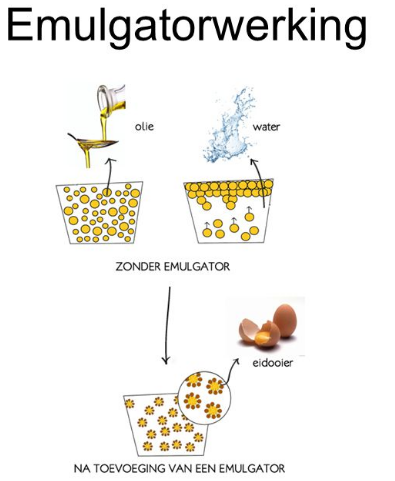 Emulgatorwerking
olie
water
ZONDER EMULGATOR
eidooier
NA TOEVOEGING VAN EEN EMULGATOR